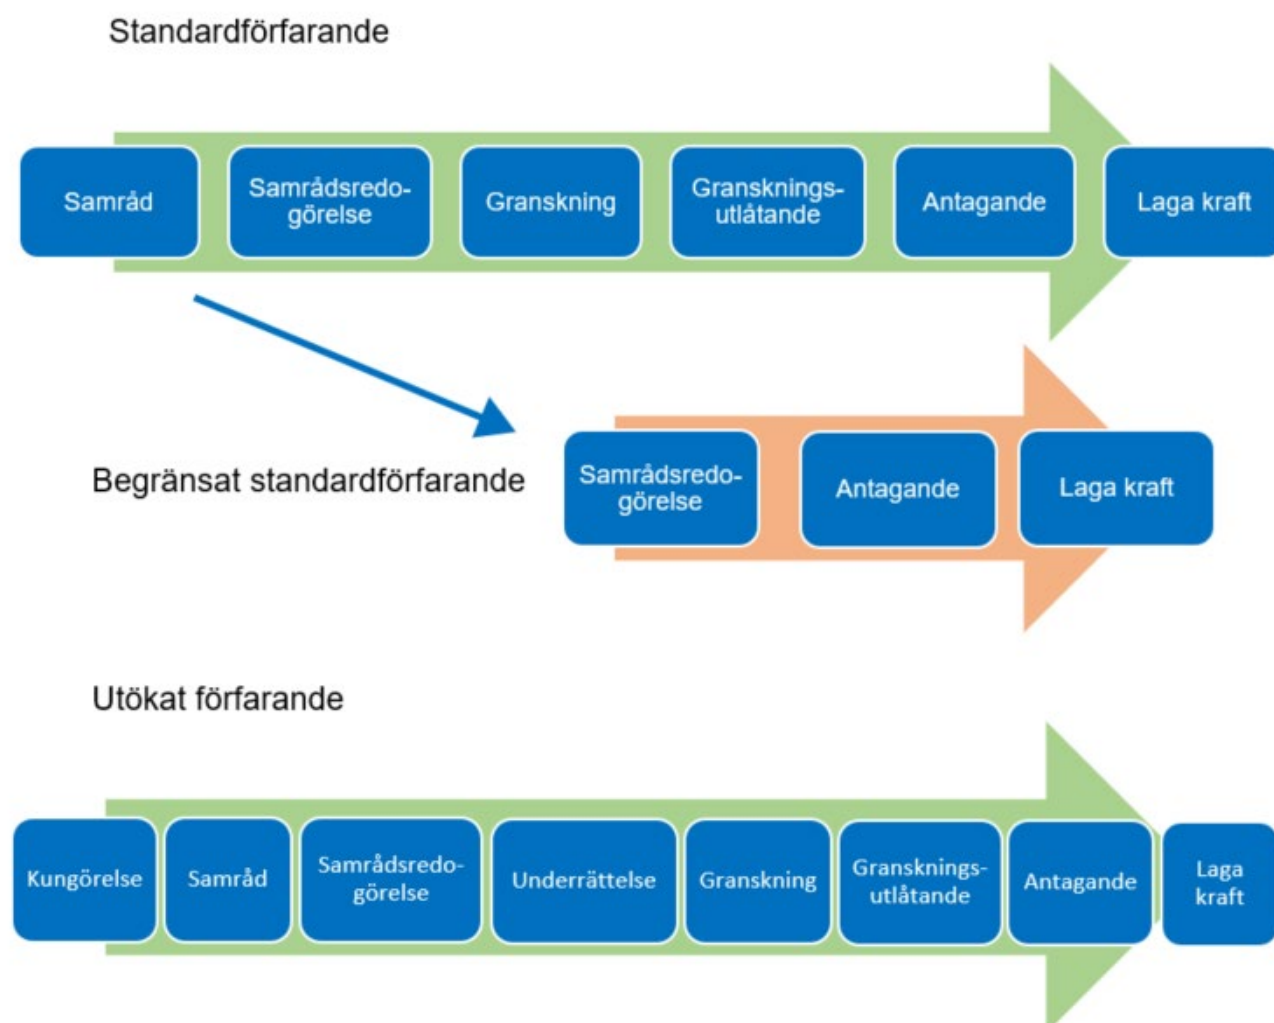 Standardförfarande
Samråd
Samrådsredo-
görelse
Granskning
Gransknings-
utlåtande
Antagande
Laga kraft
Begränsat standardförfarande
Samrådsredo-
görelse
Antagande
Laga kraft
Utökat förfarande
Kungörelse
Samråd
Samrådsredo-
görelse
Underrättelse
Granskning
Gransknings-
utlåtande
Antagande
Laga
kraft